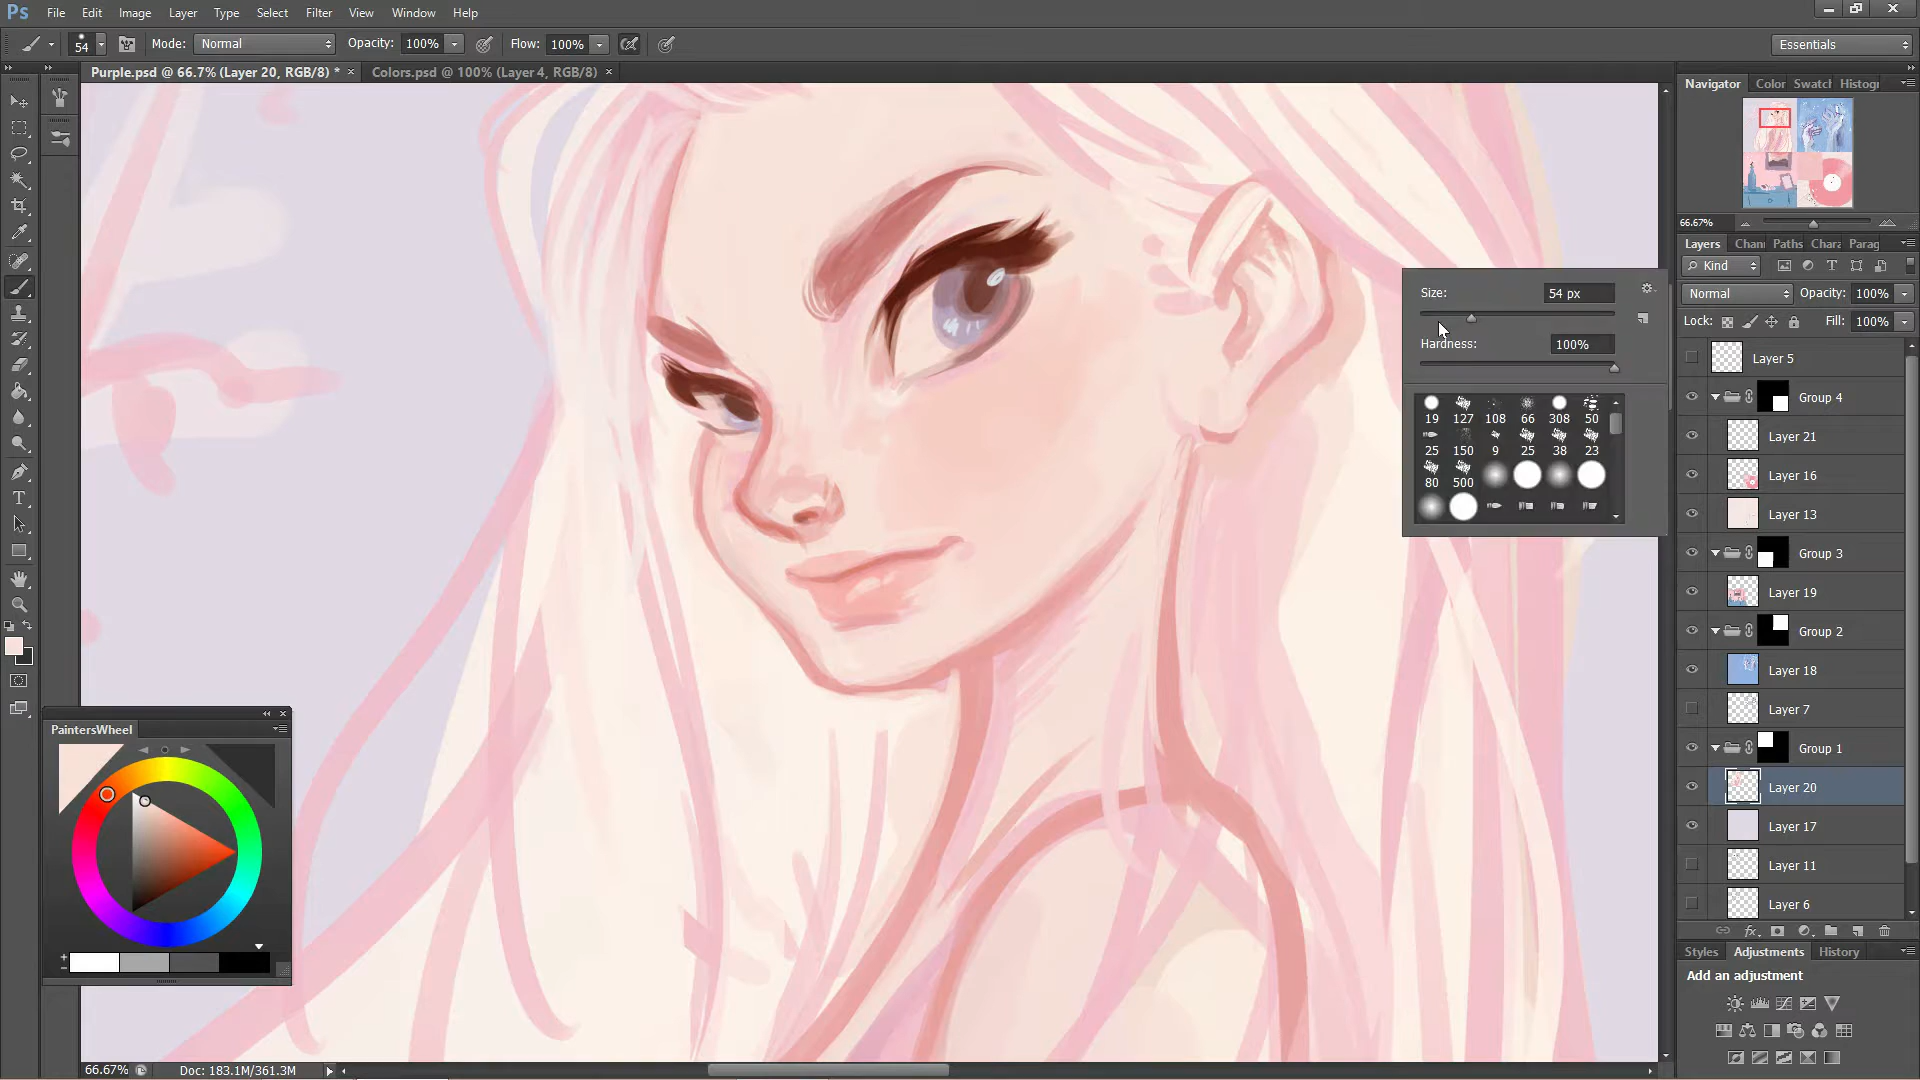 Ps File Edit Image Layer Type Select Filter View Window Help
54 Mode: Normal Opacity: 100% Flow: 100% Essentials
Purple.psd @ 66.7% (Layer 20, RGB/8) * × Colors.psd @ 100% (Layer 4, RGB/8) ×
Navigator Color Swatcl Histogr
66.67%
Layers Chanr Paths Chara Parag
Kind
Normal Opacity: 100%
Lock: Fill: 100%
Size: 54 px
Hardness: 100%
19 127 108 66 308 50
25 150 9 25 38 23
80 500
Layer 5
Group 4
Layer 21
Layer 16
Layer 13
Group 3
Layer 19
Group 2
Layer 18
Layer 7
Group 1
Layer 20
Layer 17
Layer 11
Layer 6
fx
Styles Adjustments History
Add an adjustment
PaintersWheel
66.67% Doc: 183.1M/361.3M